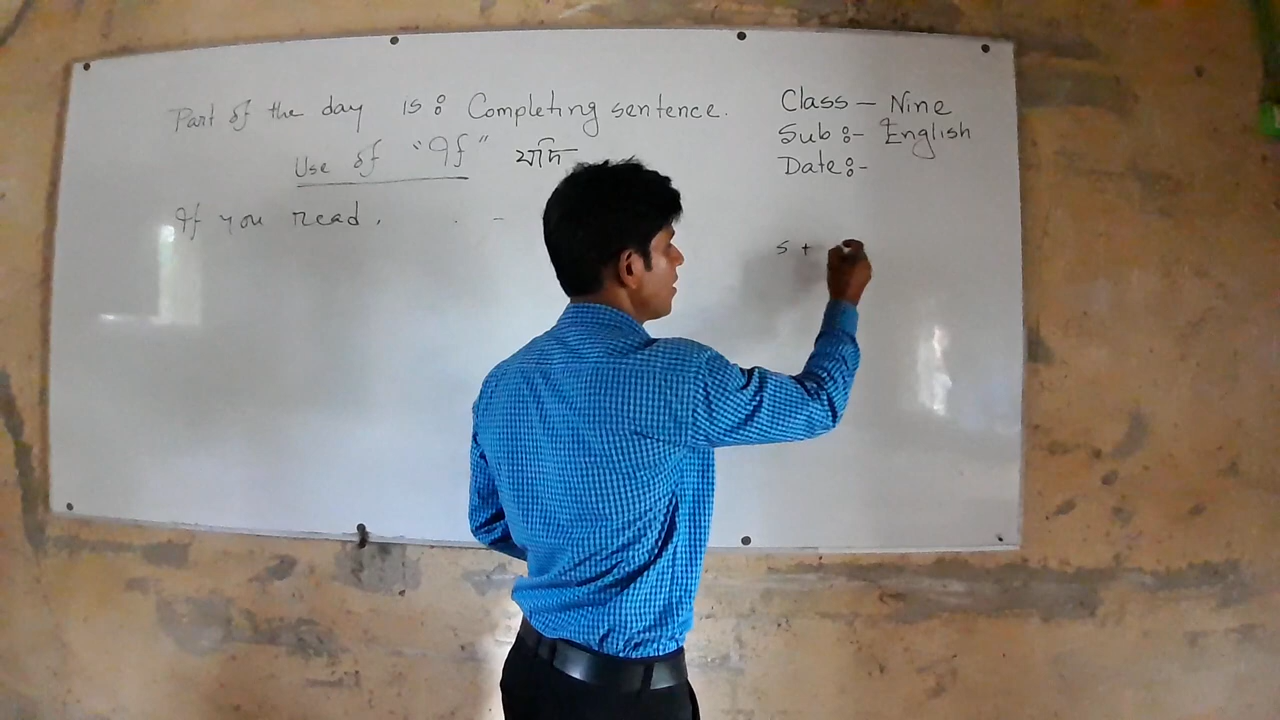 Part of the day is : Completing sentence.
Use of "If" যদি
If you read . . -
Class - Nine
Sub :- English
Date :-
S +